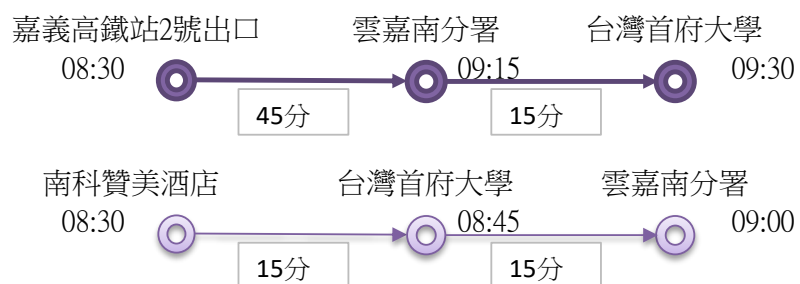 嘉義高鐵站2號出口 雲嘉南分署 台灣首府大學
08:30 09:15 09:30
45分 15分
南科贊美酒店 台灣首府大學 雲嘉南分署
08:30 08:45 09:00
15分 15分